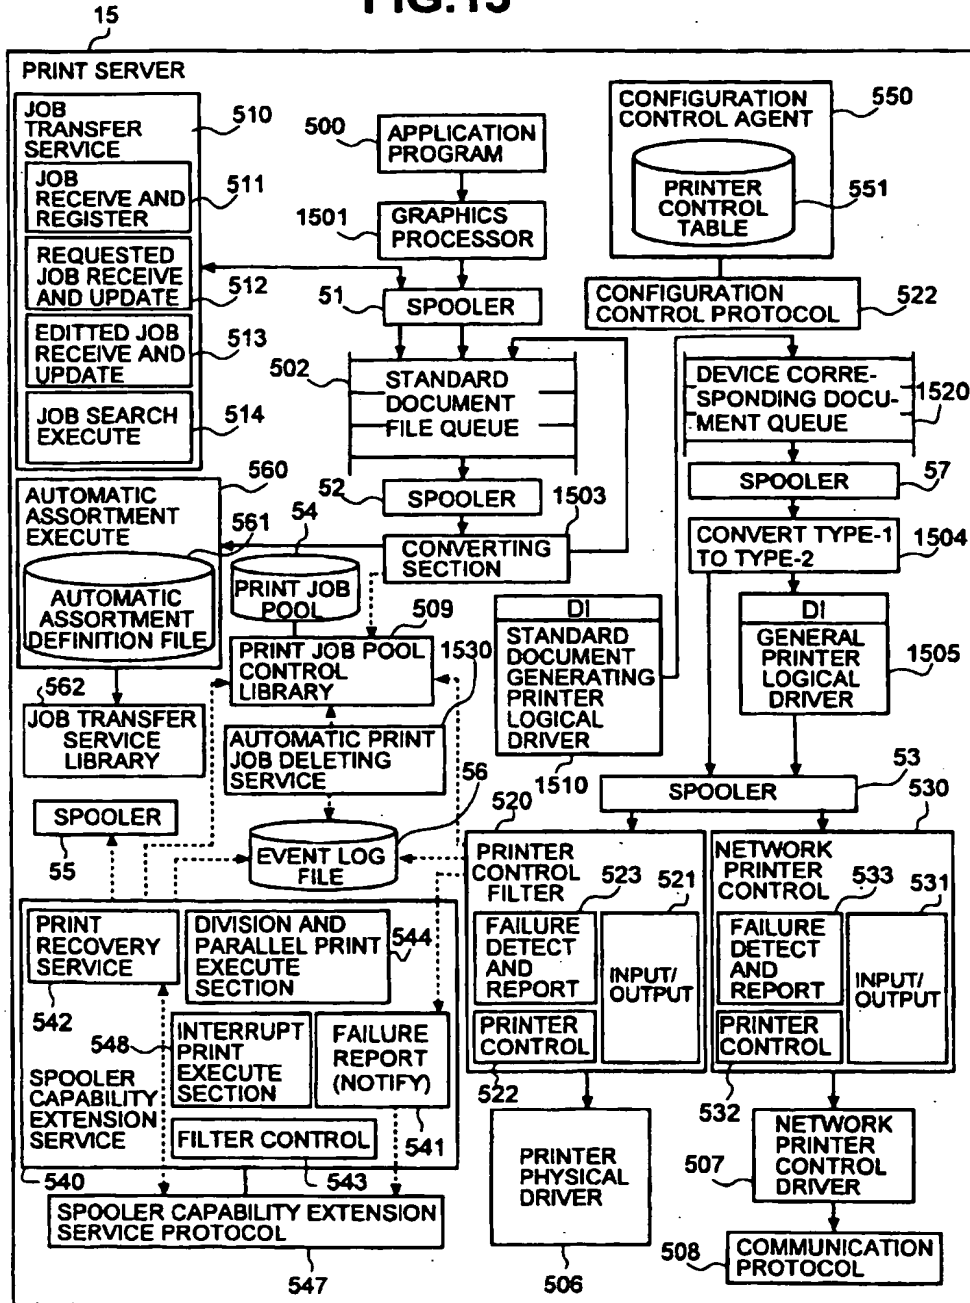 FIG.15
15
PRINT SERVER
JOB
TRANSFER
SERVICE
510
JOB
RECEIVE AND
REGISTER
511
REQUESTED
JOB RECEIVE
AND UPDATE
512
EDITTED JOB
RECEIVE AND
UPDATE
513
JOB SEARCH
EXECUTE
514
500
APPLICATION
PROGRAM
1501
GRAPHICS
PROCESSOR
51
SPOOLER
502
STANDARD
DOCUMENT
FILE QUEUE
52
SPOOLER
1503
CONVERTING
SECTION
CONFIGURATION
CONTROL AGENT
550
PRINTER
CONTROL
TABLE
551
CONFIGURATION
CONTROL PROTOCOL
522
DEVICE CORRE-
SPONDING DOCU-
MENT QUEUE
1520
SPOOLER
57
CONVERT TYPE-1
TO TYPE-2
1504
DI
GENERAL
PRINTER
LOGICAL
DRIVER
1505
DI
STANDARD
DOCUMENT
GENERATING
PRINTER
LOGICAL
DRIVER
1510
AUTOMATIC
ASSORTMENT
EXECUTE
560
561
AUTOMATIC
ASSORTMENT
DEFINITION FILE
54
PRINT JOB
POOL
509
PRINT JOB POOL
CONTROL
LIBRARY
1530
562
JOB TRANSFER
SERVICE
LIBRARY
AUTOMATIC PRINT
JOB DELETING
SERVICE
56
EVENT LOG
FILE
SPOOLER
55
SPOOLER
53
520
PRINTER
CONTROL
FILTER
523
521
FAILURE
DETECT
AND
REPORT
INPUT/
OUTPUT
PRINTER
CONTROL
522
530
NETWORK
PRINTER
CONTROL
533
531
FAILURE
DETECT
AND
REPORT
INPUT/
OUTPUT
PRINTER
CONTROL
532
PRINT
RECOVERY
SERVICE
542
DIVISION AND
PARALLEL PRINT
EXECUTE
SECTION
544
548
INTERRUPT
PRINT
EXECUTE
SECTION
FAILURE
REPORT
(NOTIFY)
541
SPOOLER
CAPABILITY
EXTENSION
SERVICE
540
FILTER CONTROL
543
SPOOLER CAPABILITY EXTENSION
SERVICE PROTOCOL
547
PRINTER
PHYSICAL
DRIVER
506
507
NETWORK
PRINTER
CONTROL
DRIVER
508
COMMUNICATION
PROTOCOL